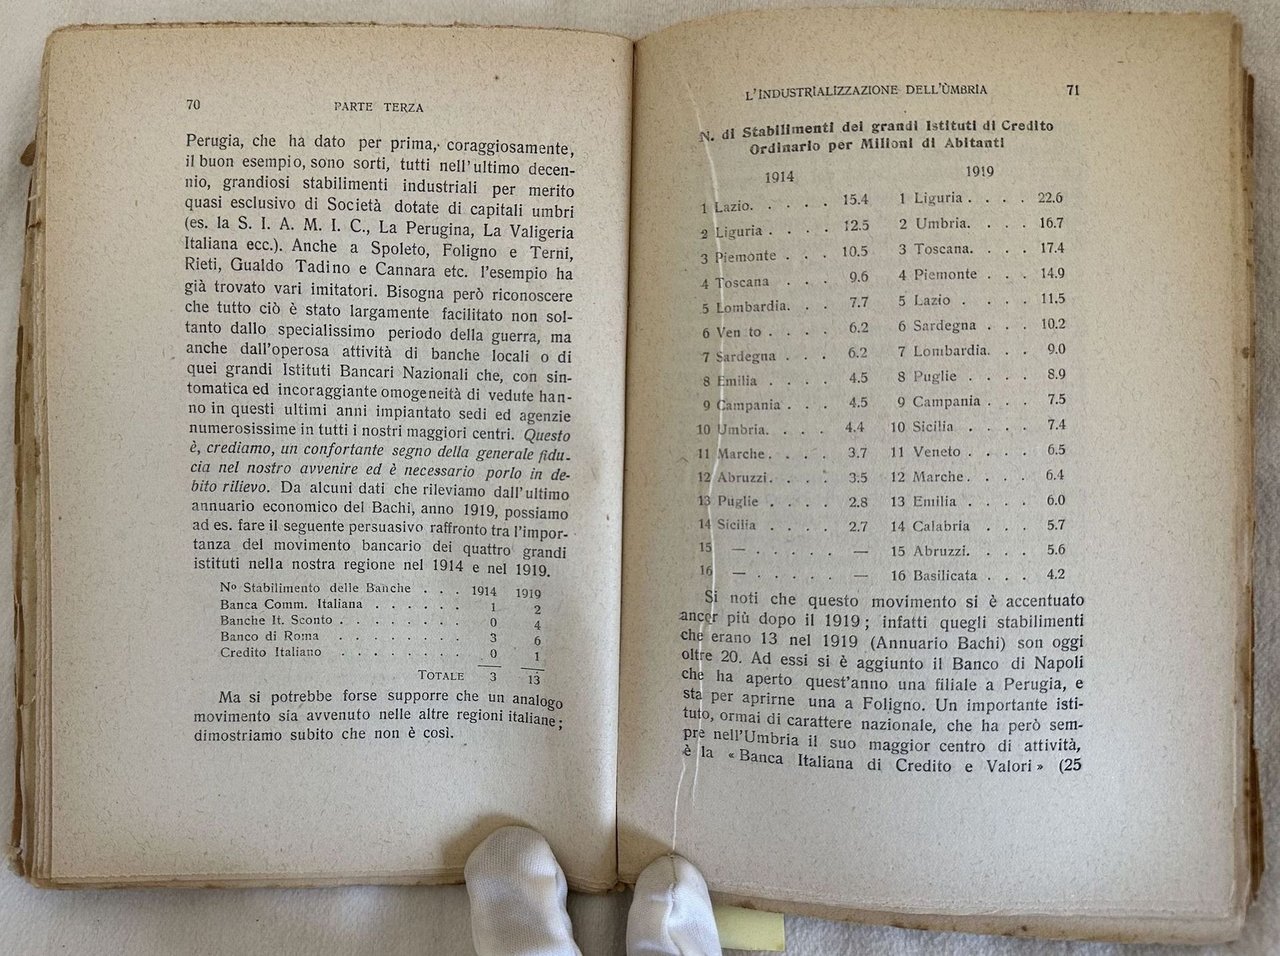 70 PARTE TERZA
Perugia, che ha dato per prima, coraggiosamente,
il buon esempio, sono sorti, tutti nell'ultimo decen-
nio, grandiosi stabilimenti industriali per merito
quasi esclusivo di Società dotate di capitali umbri
(es. la S. I. A. M. I. C., La Perugina, La Valigeria
Italiana ecc.). Anche a Spoleto, Foligno e Terni,
Rieti, Gualdo Tadino e Cannara etc. l'esempio ha
già trovato vari imitatori. Bisogna però riconoscere
che tutto ciò è stato largamente facilitato non sol-
tanto dallo specialissimo periodo della guerra, ma
anche dall'operosa attività di banche locali o di
quei grandi Istituti Bancari Nazionali che, con sin-
tomatica ed incoraggiante omogeneità di vedute han-
no in questi ultimi anni impiantato sedi ed agenzie
numerosissime in tutti i nostri maggiori centri. Questo
è, crediamo, un confortante segno della generale fidu-
cia nel nostro avvenire ed è necessario porlo in de-
bito rilievo. Da alcuni dati che rileviamo dall'ultimo
annuario economico del Bachi, anno 1919, possiamo
ad es. fare il seguente persuasivo raffronto tra l'impor-
tanza del movimento bancario dei quattro grandi
istituti nella nostra regione nel 1914 e nel 1919.
Nº Stabilimento delle Banche . . . 1914 1919
Banca Comm. Italiana . . . . . . 1 2
Banche It. Sconto . . . . . . . . 0 4
Banco di Roma . . . . . . . . 3 6
Credito Italiano . . . . . . . 0 1
TOTALE 3 13
Ma si potrebbe forse supporre che un analogo
movimento sia avvenuto nelle altre regioni italiane;
dimostriamo subito che non è così.
L'INDUSTRIALIZZAZIONE DELL'ÙMBRIA 71
N. di Stabilimenti dei grandi Istituti di Credito
Ordinario per Milioni di Abitanti
1914 1919
1 Lazio. . . . . 15.4 1 Liguria . . . . 22.6
2 Liguria . . . . 12.5 2 Umbria. . . . 16.7
3 Piemonte . . . 10.5 3 Toscana. . . . 17.4
4 Toscana . . . 9.6 4 Piemonte . . . 14.9
5 Lombardia. . . 7.7 5 Lazio . . . . 11.5
6 Ven to . . . . 6.2 6 Sardegna . . . 10.2
7 Sardegna . . . 6.2 7 Lombardia. . . 9.0
8 Emilia . . . . 4.5 8 Puglie . . . . 8.9
9 Campania . . . 4.5 9 Campania . . . 7.5
10 Umbria. . . . 4.4 10 Sicilia . . . . 7.4
11 Marche. . . . 3.7 11 Veneto . . . . 6.5
12 Abruzzi. . . . 3.5 12 Marche. . . . 6.4
13 Puglie . . . . 2.8 13 Emilia . . . . 6.0
14 Sicilia . . . . 2.7 14 Calabria . . . 5.7
15 — . . . . . — 15 Abruzzi. . . . 5.6
16 — . . . . . — 16 Basilicata . . . 4.2
Si noti che questo movimento si è accentuato
ancor più dopo il 1919; infatti quegli stabilimenti
che erano 13 nel 1919 (Annuario Bachi) son oggi
oltre 20. Ad essi si è aggiunto il Banco di Napoli
che ha aperto quest'anno una filiale a Perugia, e
sta per aprirne una a Foligno. Un importante isti-
tuto, ormai di carattere nazionale, che ha però sem-
pre nell'Umbria il suo maggior centro di attività,
è la « Banca Italiana di Credito e Valori » (25